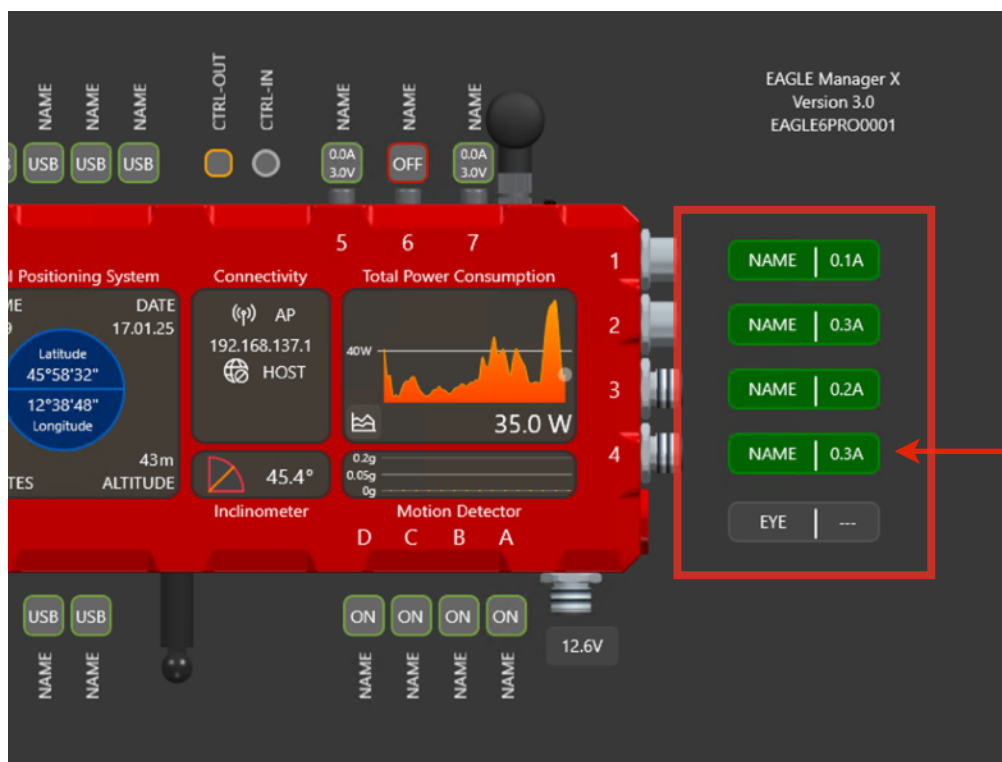 EAGLE Manager X
Version 3.0
EAGLE6PRO0001
NAME
NAME
NAME
CTRL-OUT
CTRL-IN
NAME
NAME
NAME
USB
USB
USB
0.0A
3.0V
OFF
0.0A
3.0V
5
6
7
Positioning System
DATE
17.01.25
Latitude
45°58'32"
12°38'48"
Longitude
43m
ALTITUDE
Connectivity
AP
192.168.137.1
HOST
45.4°
Inclinometer
Total Power Consumption
40W
35.0 W
0.2g
0.05g
0g
Motion Detector
D
C
B
A
1
2
3
4
NAME 0.1A
NAME 0.3A
NAME 0.2A
NAME 0.3A
EYE ---
USB
USB
NAME
NAME
ON
ON
ON
ON
NAME
NAME
NAME
NAME
12.6V